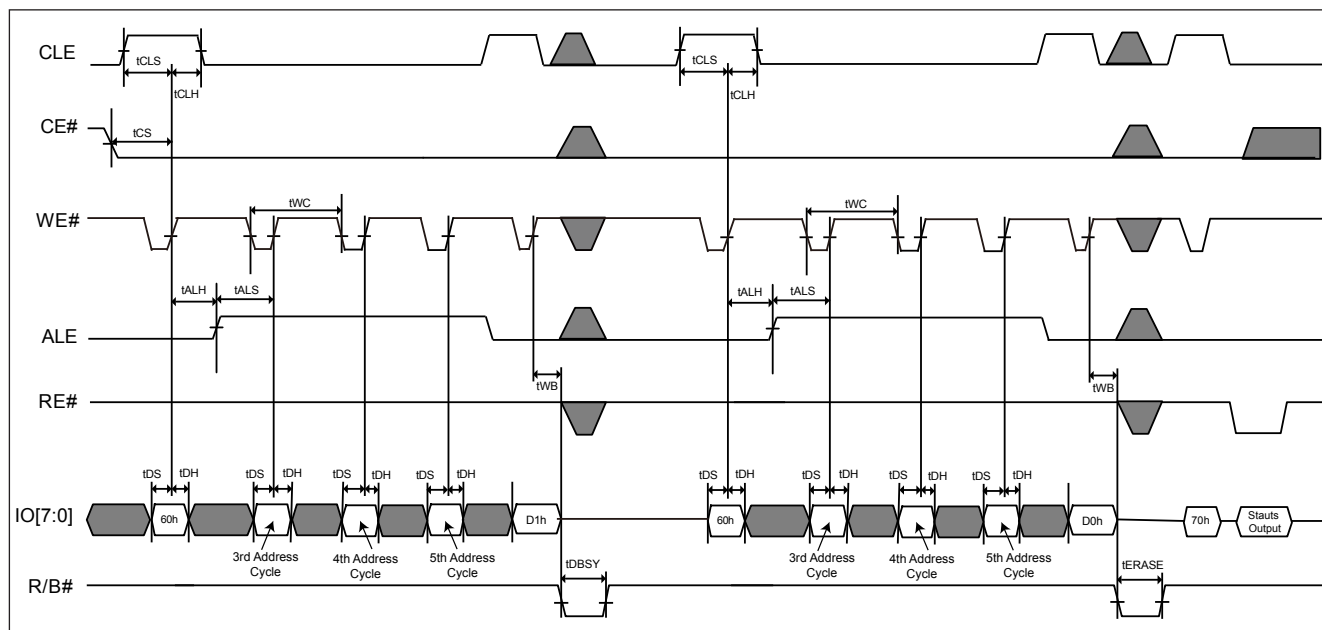 CLE
tCLS
tCLH
tCLS
tCLH
CE#
tCS
WE#
tWC
tWC
tALH
tALS
tALH
tALS
ALE
tWB
tWB
RE#
tDS
tDH
tDS
tDH
tDS
tDH
tDS
tDH
tDS
tDH
tDS
tDH
tDS
tDH
tDS
tDH
IO[7:0]
60h
D1h
60h
D0h
70h
Stauts
Output
3rd Address
Cycle
4th Address
Cycle
5th Address
Cycle
3rd Address
Cycle
4th Address
Cycle
5th Address
Cycle
tDBSY
tERASE
R/B#